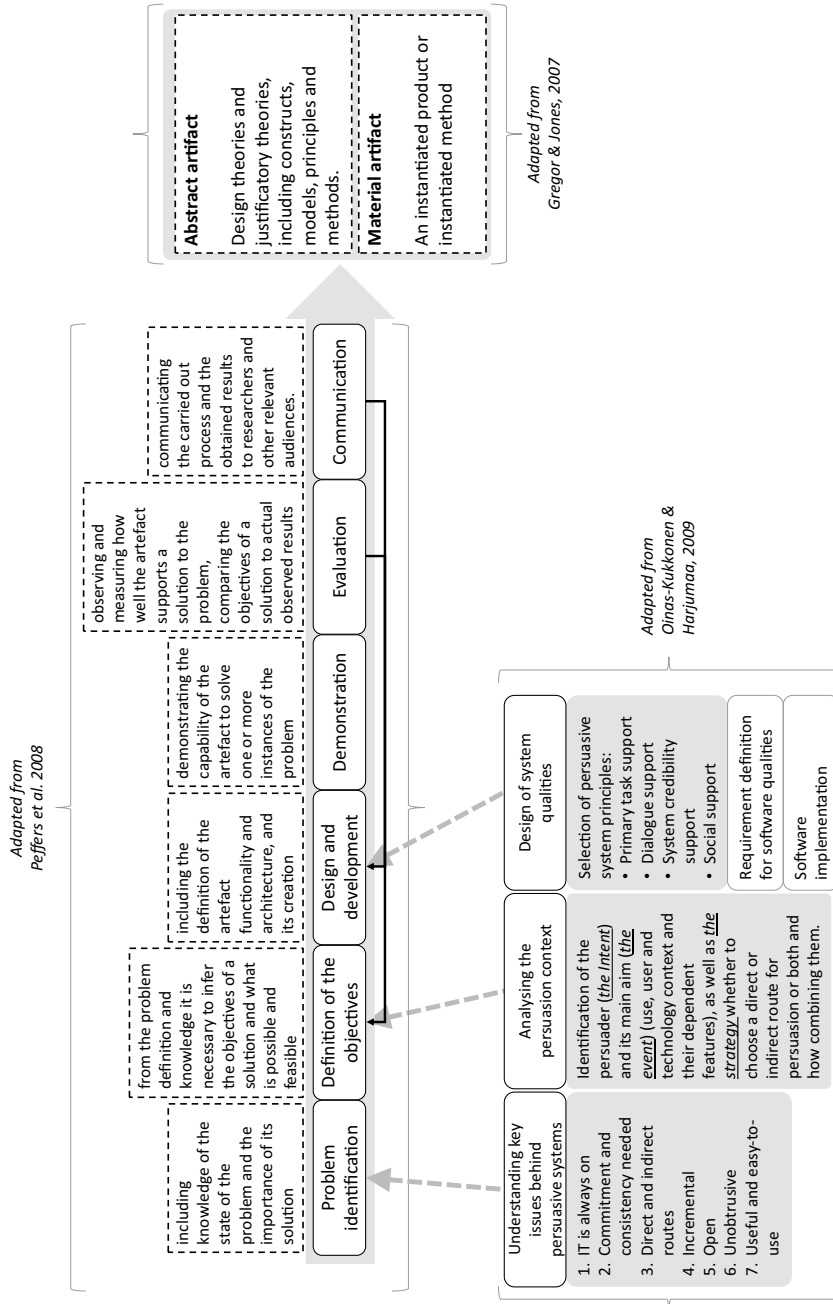 Adapted from
Peffers et al. 2008
including
knowledge of the
state of the
problem and the
importance of its
solution
from the problem
definition and
knowledge it is
necessary to infer
the objectives of a
solution and what
is possible and
feasible
including the
definition of the
artefact
functionality and
architecture, and
its creation
demonstrating the
capability of the
artefact to solve
one or more
instances of the
problem
observing and
measuring how
well the artefact
supports a
solution to the
problem,
comparing the
objectives of a
solution to actual
observed results
communicating
the carried out
process and the
obtained results
to researchers and
other relevant
audiences.
Problem
identification
Definition of the
objectives
Design and
development
Demonstration
Evaluation
Communication
Abstract artifact
Design theories and
justificatory theories,
including constructs,
models, principles and
methods.
Material artifact
An instantiated product or
instantiated method
Adapted from
Gregor & Jones, 2007
Understanding key
issues behind
persuasive systems
1. IT is always on
2. Commitment and
consistency needed
3. Direct and indirect
routes
4. Incremental
5. Open
6. Unobtrusive
7. Useful and easy-to-
use
Analysing the
persuasion context
Identification of the
persuader (the Intent)
and its main aim (the
event) (use, user and
technology context and
their dependent
features), as well as the
strategy whether to
choose a direct or
indirect route for
persuasion or both and
how combining them.
Design of system
qualities
Selection of persuasive
system principles:
• Primary task support
• Dialogue support
• System credibility
support
• Social support
Requirement definition
for software qualities
Software
implementation
Adapted from
Oinas-Kukkonen &
Harjumaa, 2009